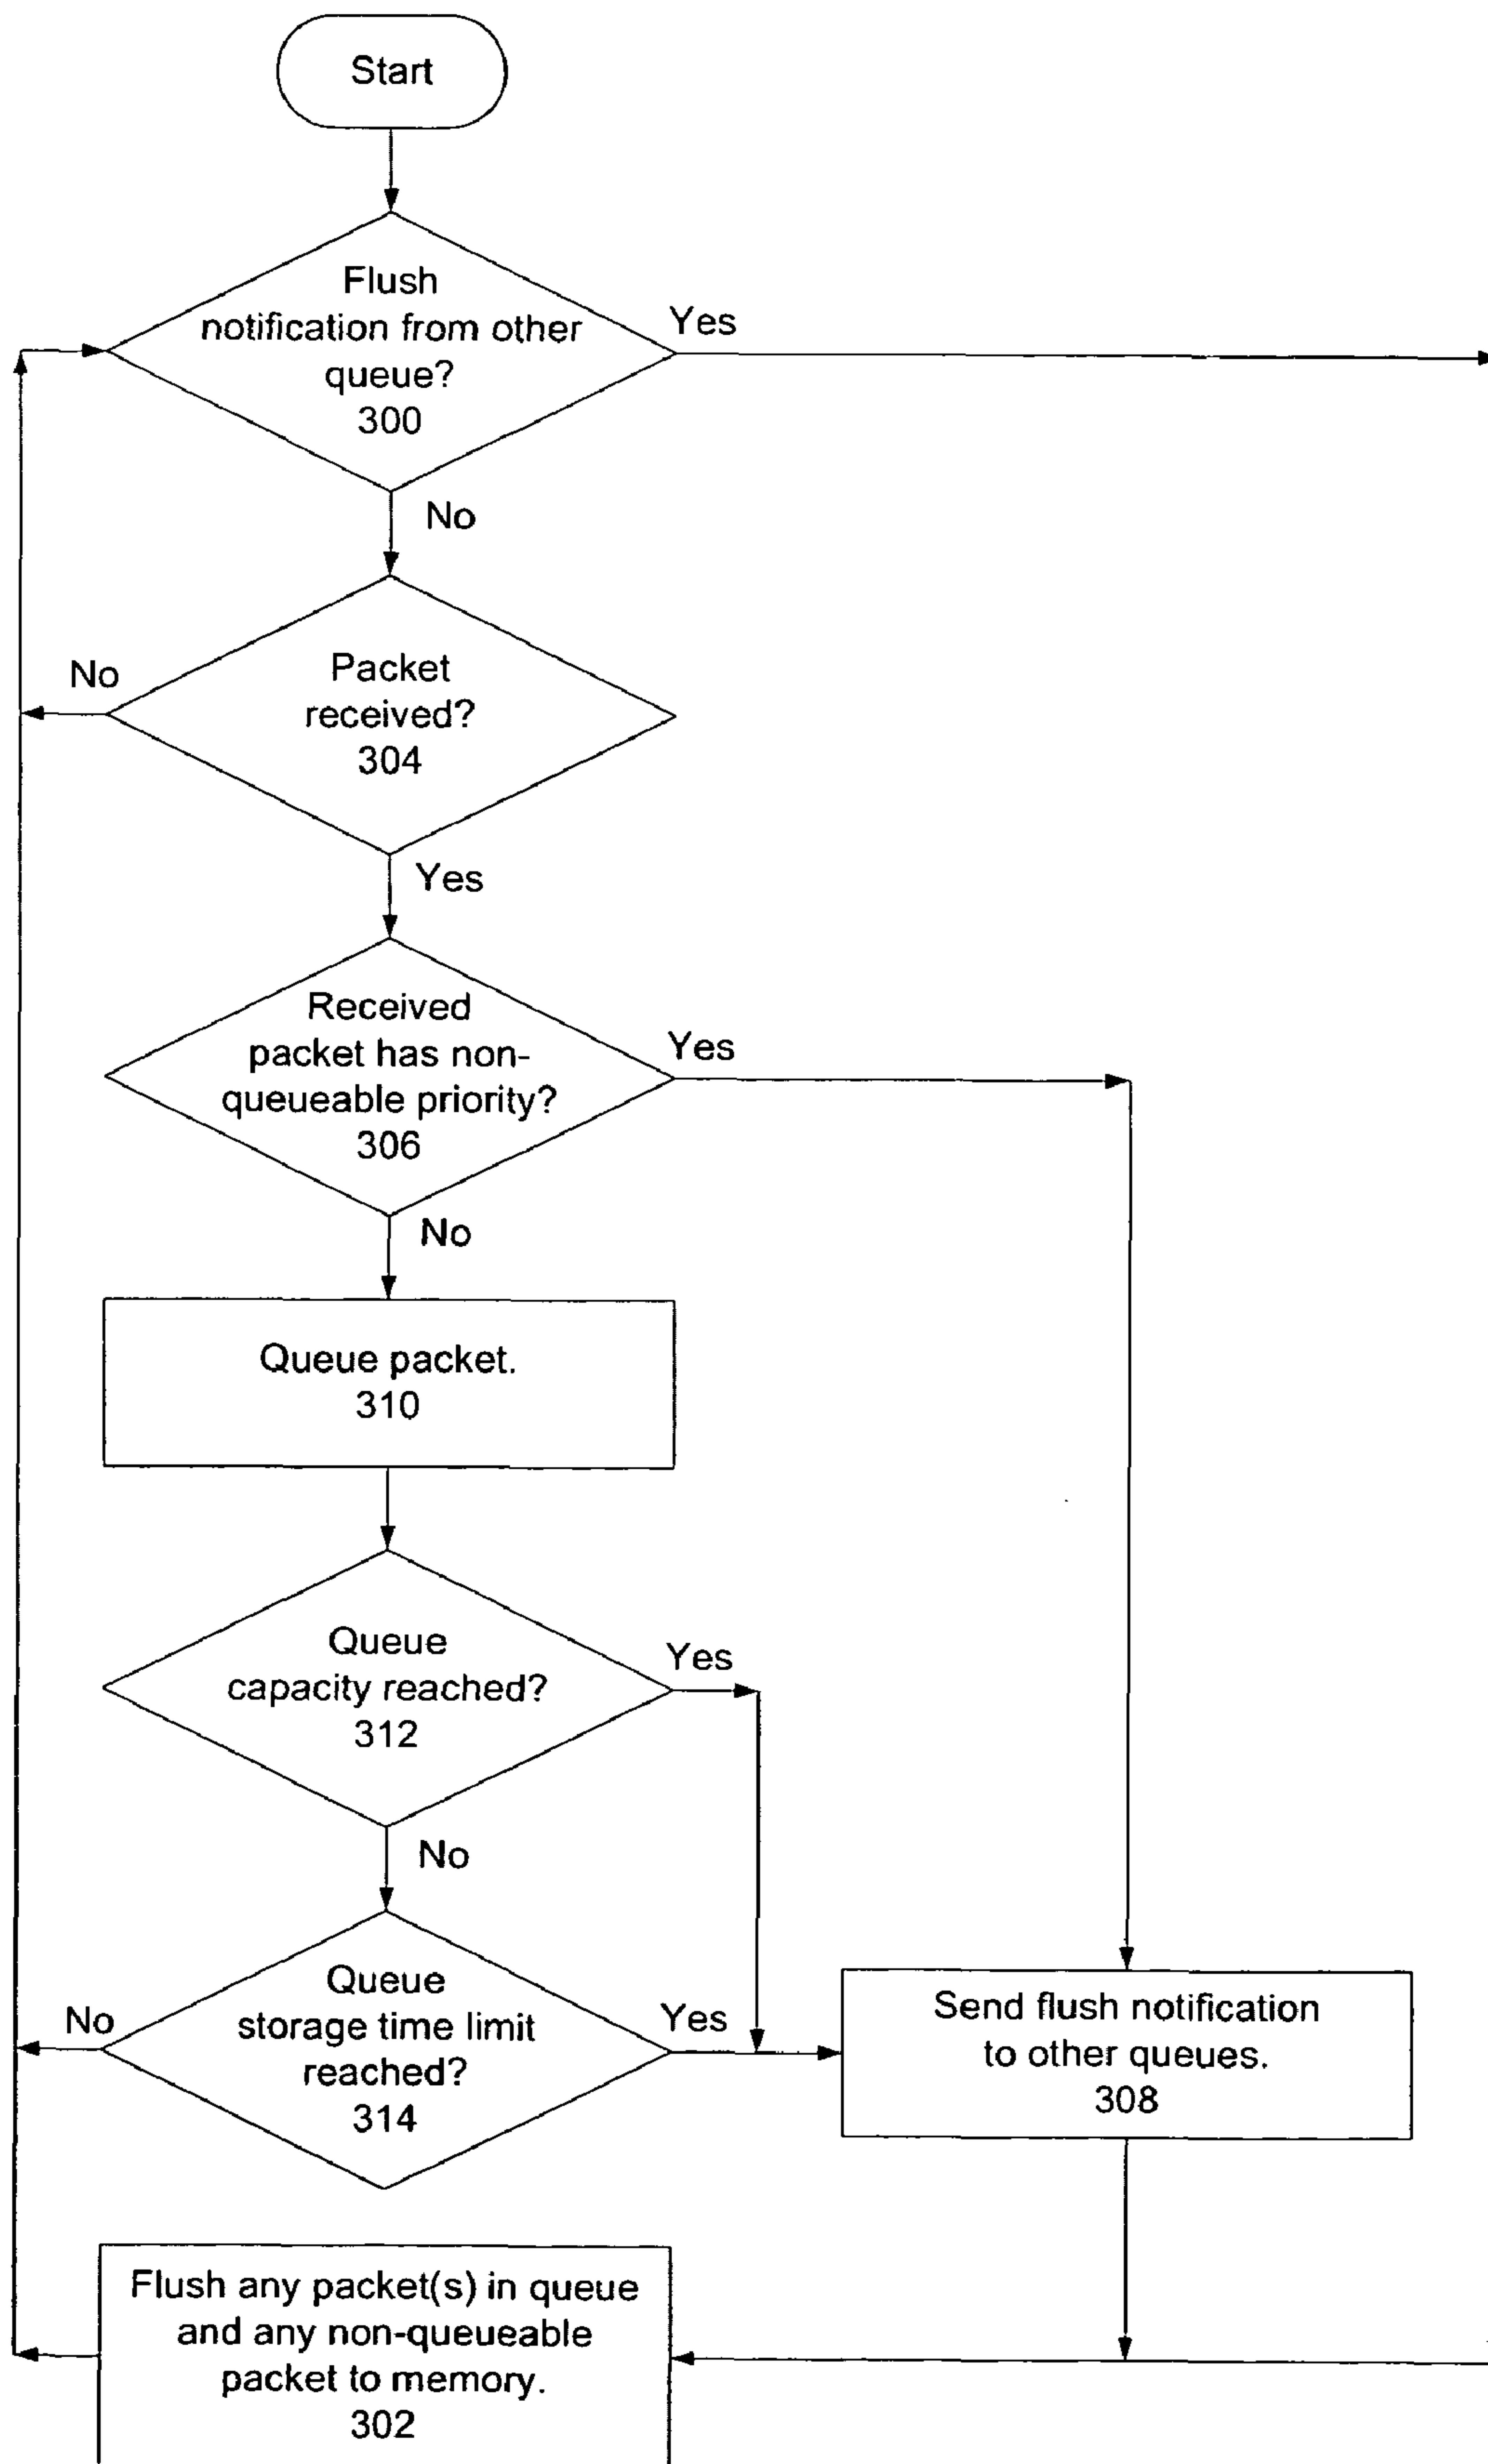 Start
Flush
notification from other
queue?
300
Yes
No
Packet
received?
304
No
Yes
Received
packet has non-
queueable priority?
306
Yes
No
Queue packet.
310
Queue
capacity reached?
312
Yes
No
Queue
storage time limit
reached?
314
No
Yes
Send flush notification
to other queues.
308
Flush any packet(s) in queue
and any non-queueable
packet to memory.
302